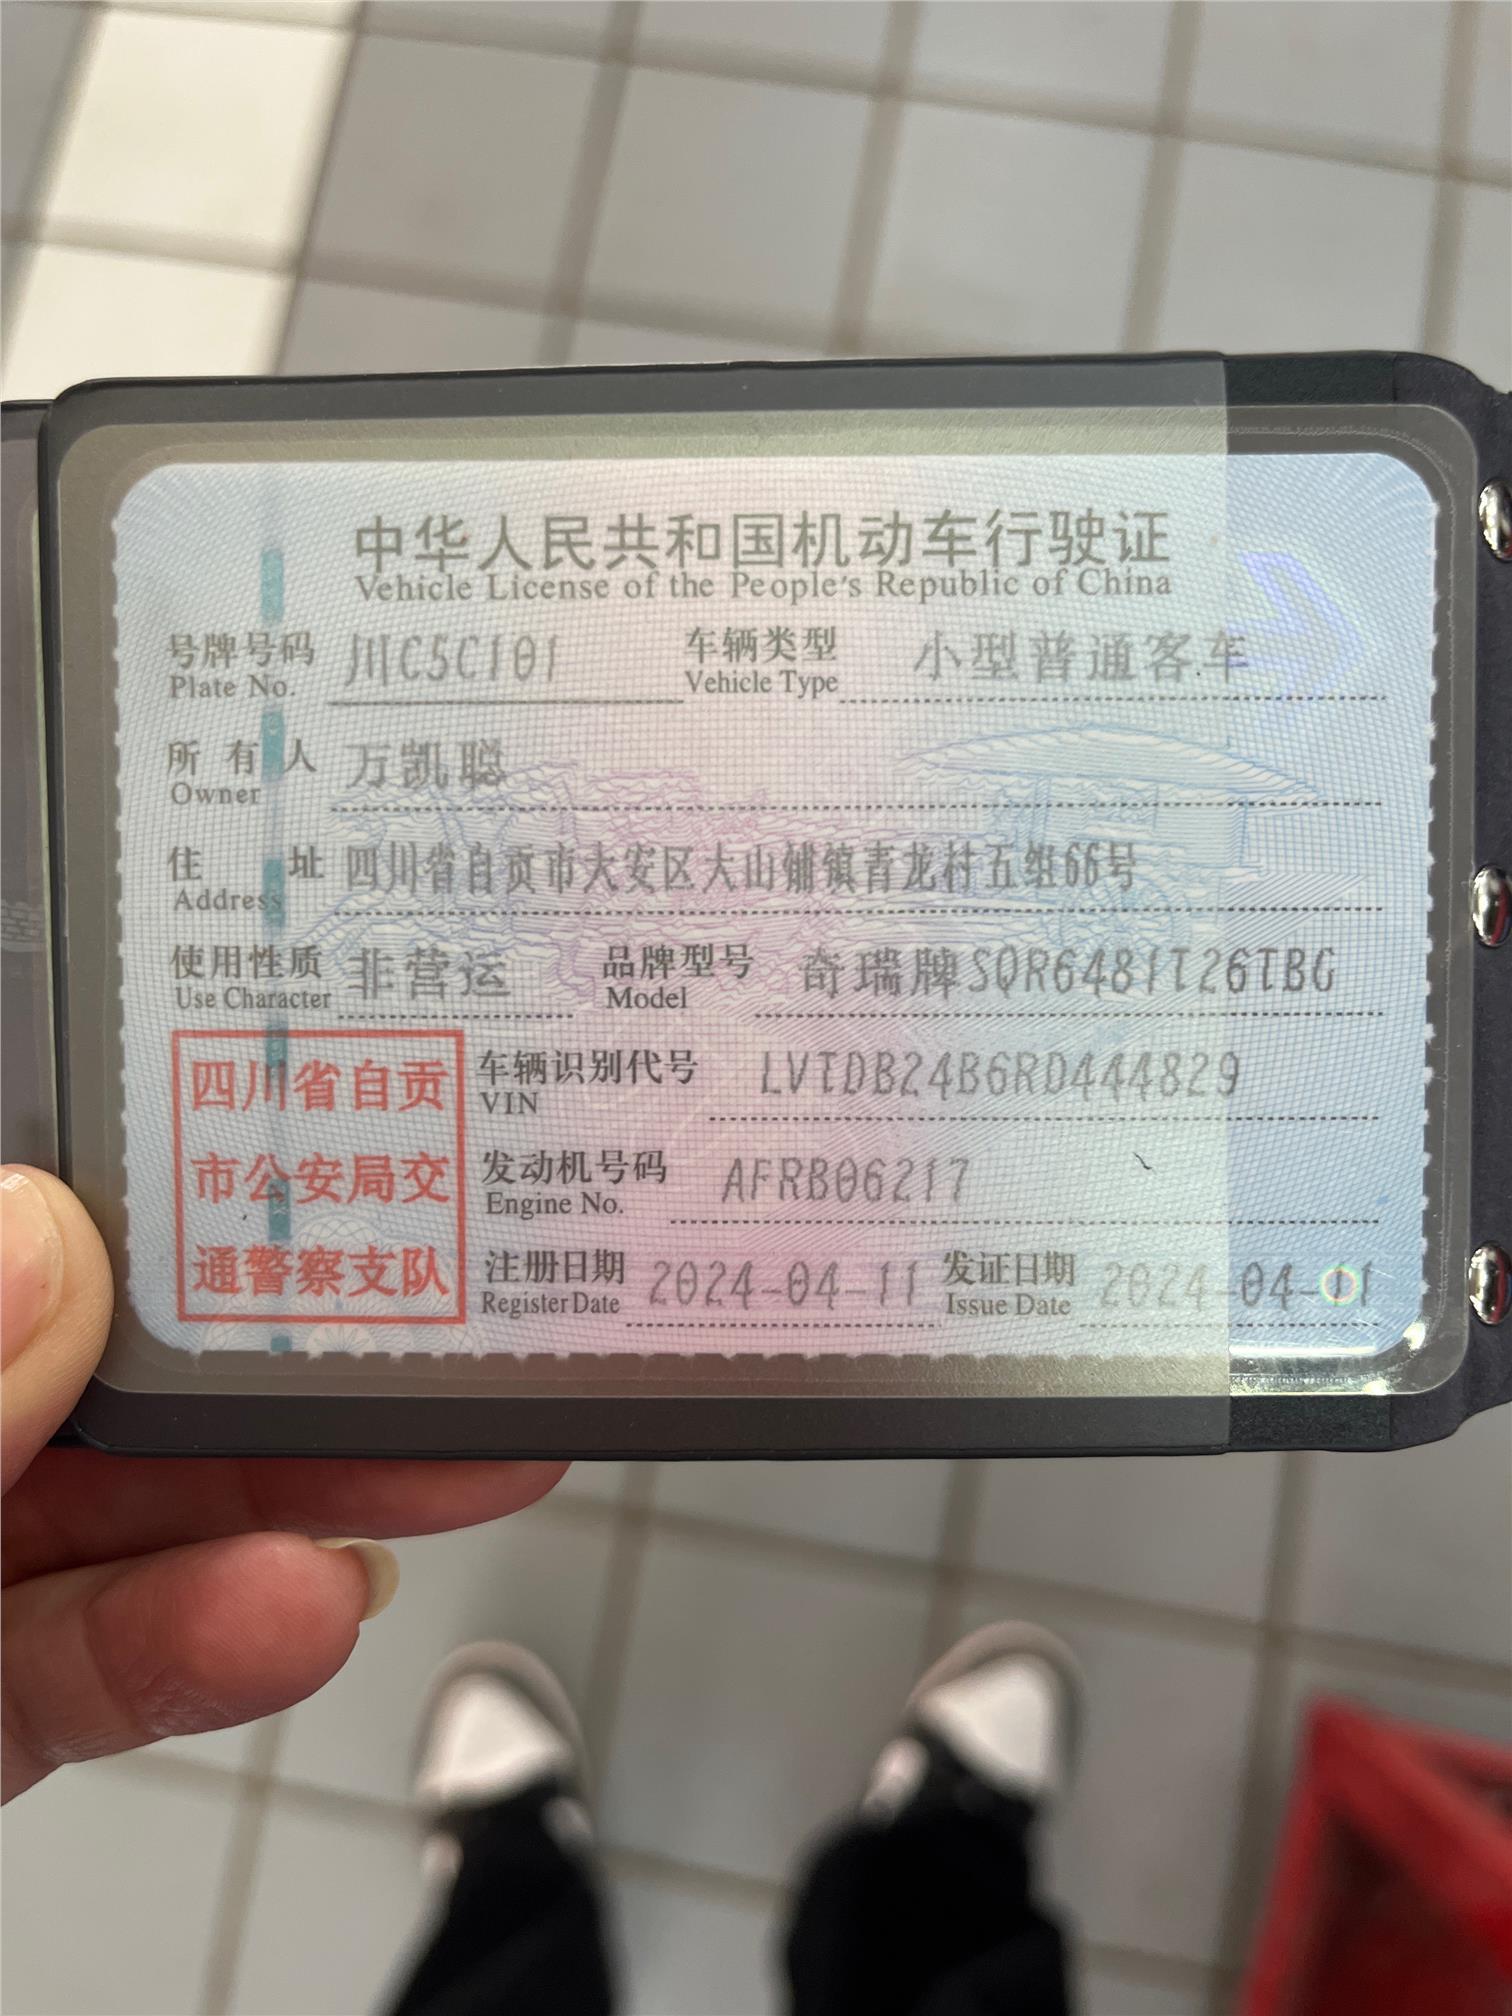 中华人民共和国机动车行驶证
Vehicle License of the People's Republic of China
号牌号码 川C5C101 车辆类型 小型普通客车
Plate No. Vehicle Type
所有人 万凯聪
Owner
住址 四川省自贡市大安区大山铺镇青龙村五组66号
Address
使用性质 非营运 品牌型号 奇瑞牌SQR6481T26TBG
Use Character Model
四川省自贡
市公安局交
通警察支队
车辆识别代号 LVTDB24B6RD444829
VIN
发动机号码 AFRB06217
Engine No.
注册日期 2024-04-11 发证日期 2024-04-11
Register Date Issue Date